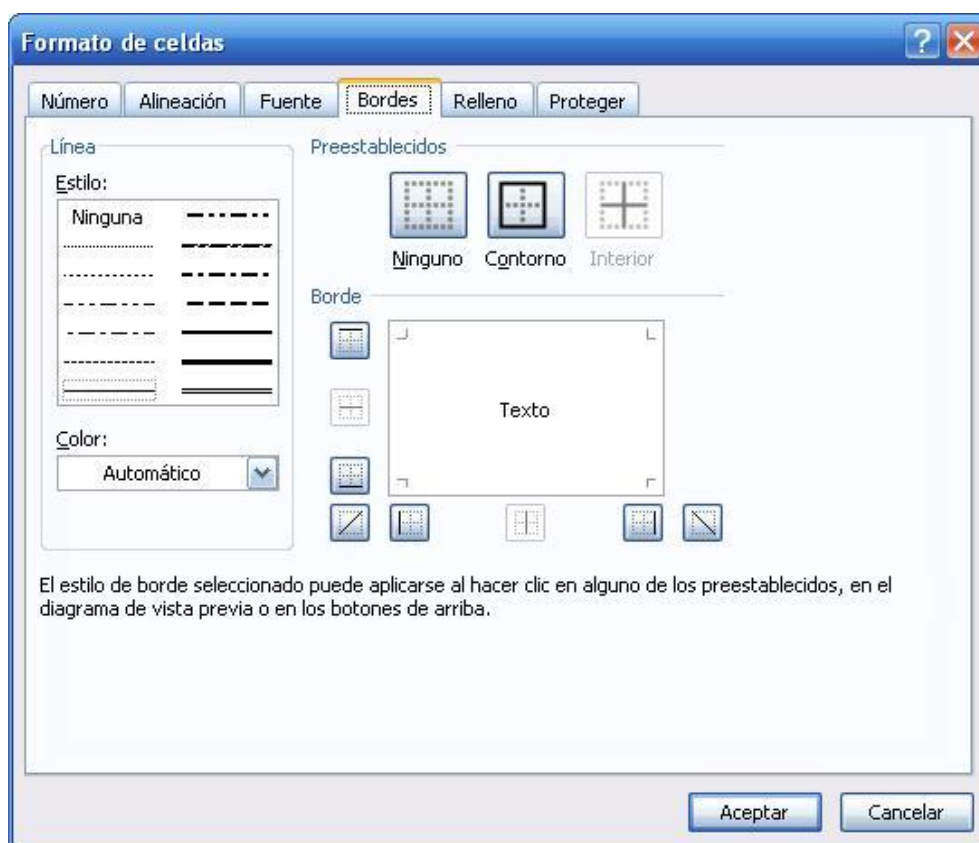 Formato de celdas
Número Alineación Fuente Bordes Relleno Proteger
Línea
Estilo:
Ninguna
Color:
Automático
Preestablecidos
Ninguno Contorno Interior
Borde
Texto
El estilo de borde seleccionado puede aplicarse al hacer clic en alguno de los preestablecidos, en el
diagrama de vista previa o en los botones de arriba.
Aceptar Cancelar